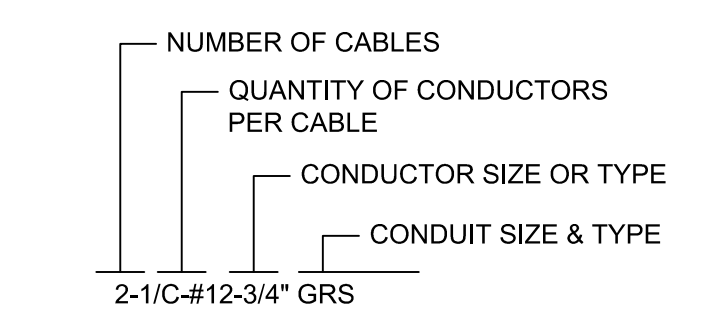 NUMBER OF CABLES
QUANTITY OF CONDUCTORS
PER CABLE
CONDUCTOR SIZE OR TYPE
CONDUIT SIZE & TYPE
2-1/C-#12-3/4" GRS